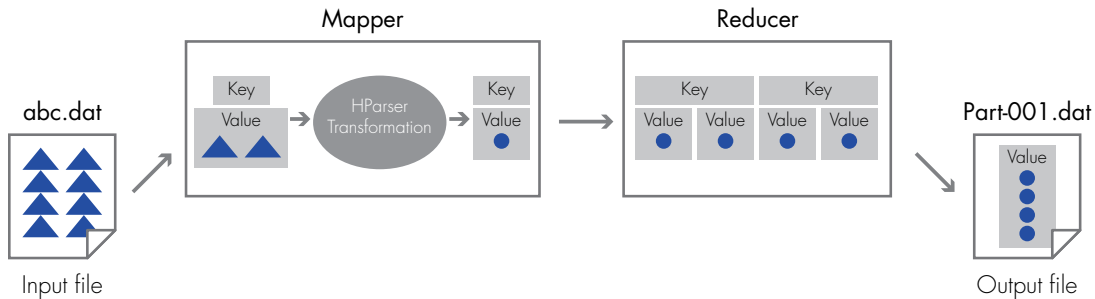 Mapper
Reducer
abc.dat
Input file
Key
Value
HParser
Transformation
Key
Value
Key
Key
Value
Value
Value
Value
Part-001.dat
Value
Output file